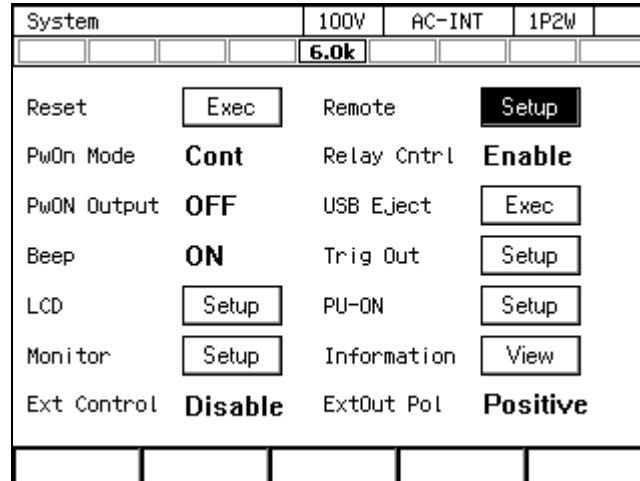 System 100V AC-INT 1P2W
6.0k
Reset Exec Remote Setup
PwOn Mode Cont Relay Cntrl Enable
PwON Output OFF USB Eject Exec
Beep ON Trig Out Setup
LCD Setup PU-ON Setup
Monitor Setup Information View
Ext Control Disable ExtOut Pol Positive